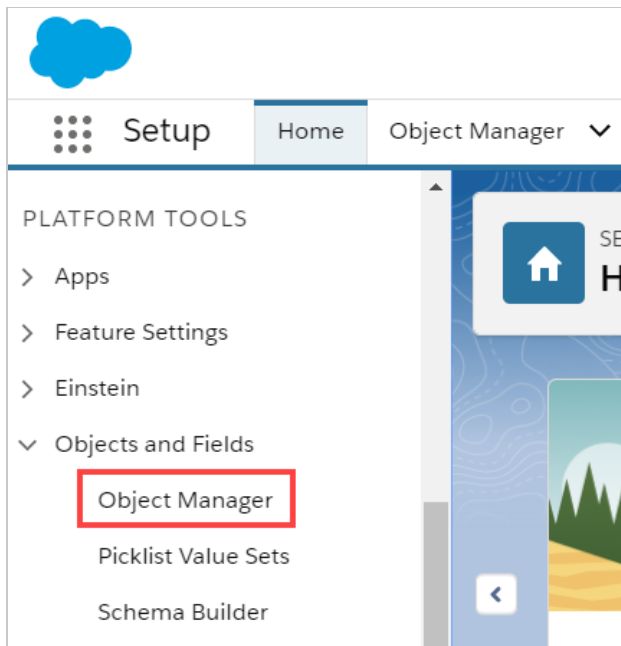 Setup
Home
Object Manager
PLATFORM TOOLS
Apps
Feature Settings
Einstein
Objects and Fields
Object Manager
Picklist Value Sets
Schema Builder